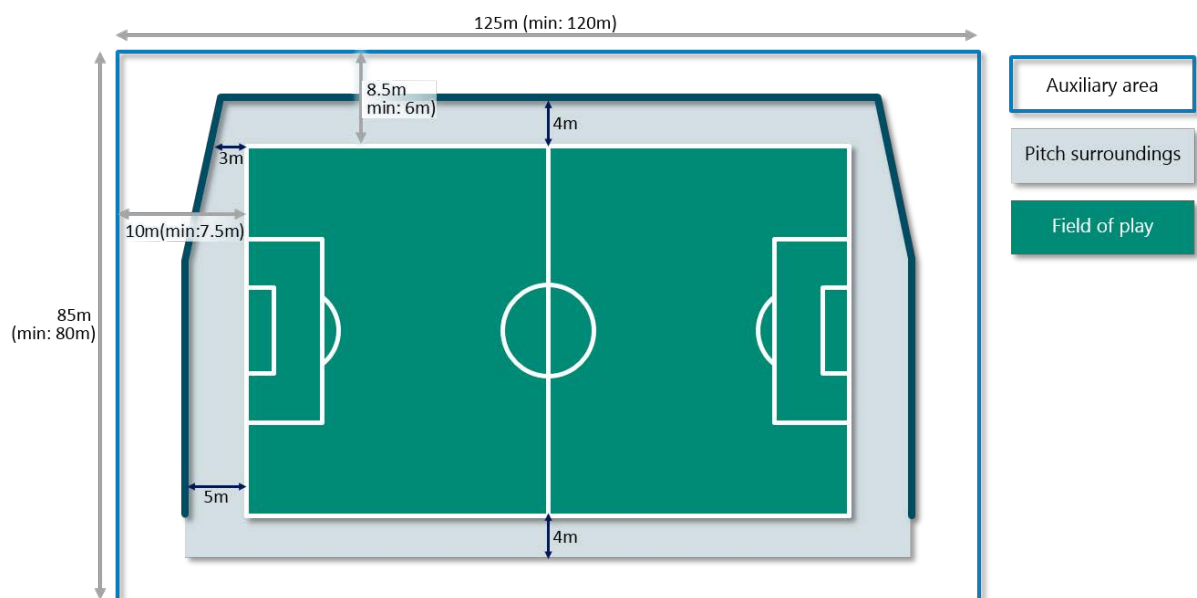 125m (min: 120m)
8.5m
min: 6m)
4m
3m
10m(min:7.5m)
85m
(min: 80m)
5m
4m
Auxiliary area
Pitch surroundings
Field of play